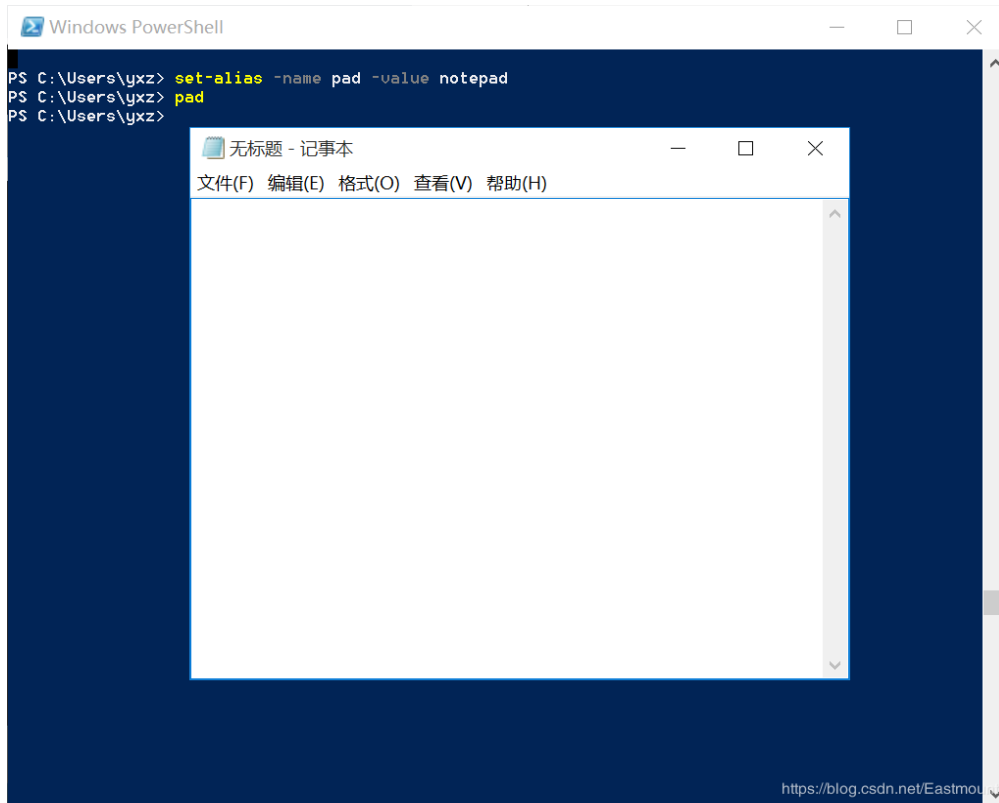 Windows PowerShell
PS C:\Users\yxz> set-alias -name pad -value notepad
PS C:\Users\yxz> pad
PS C:\Users\yxz>
无标题 - 记事本
文件(F) 编辑(E) 格式(O) 查看(V) 帮助(H)
https://blog.csdn.net/Eastmou